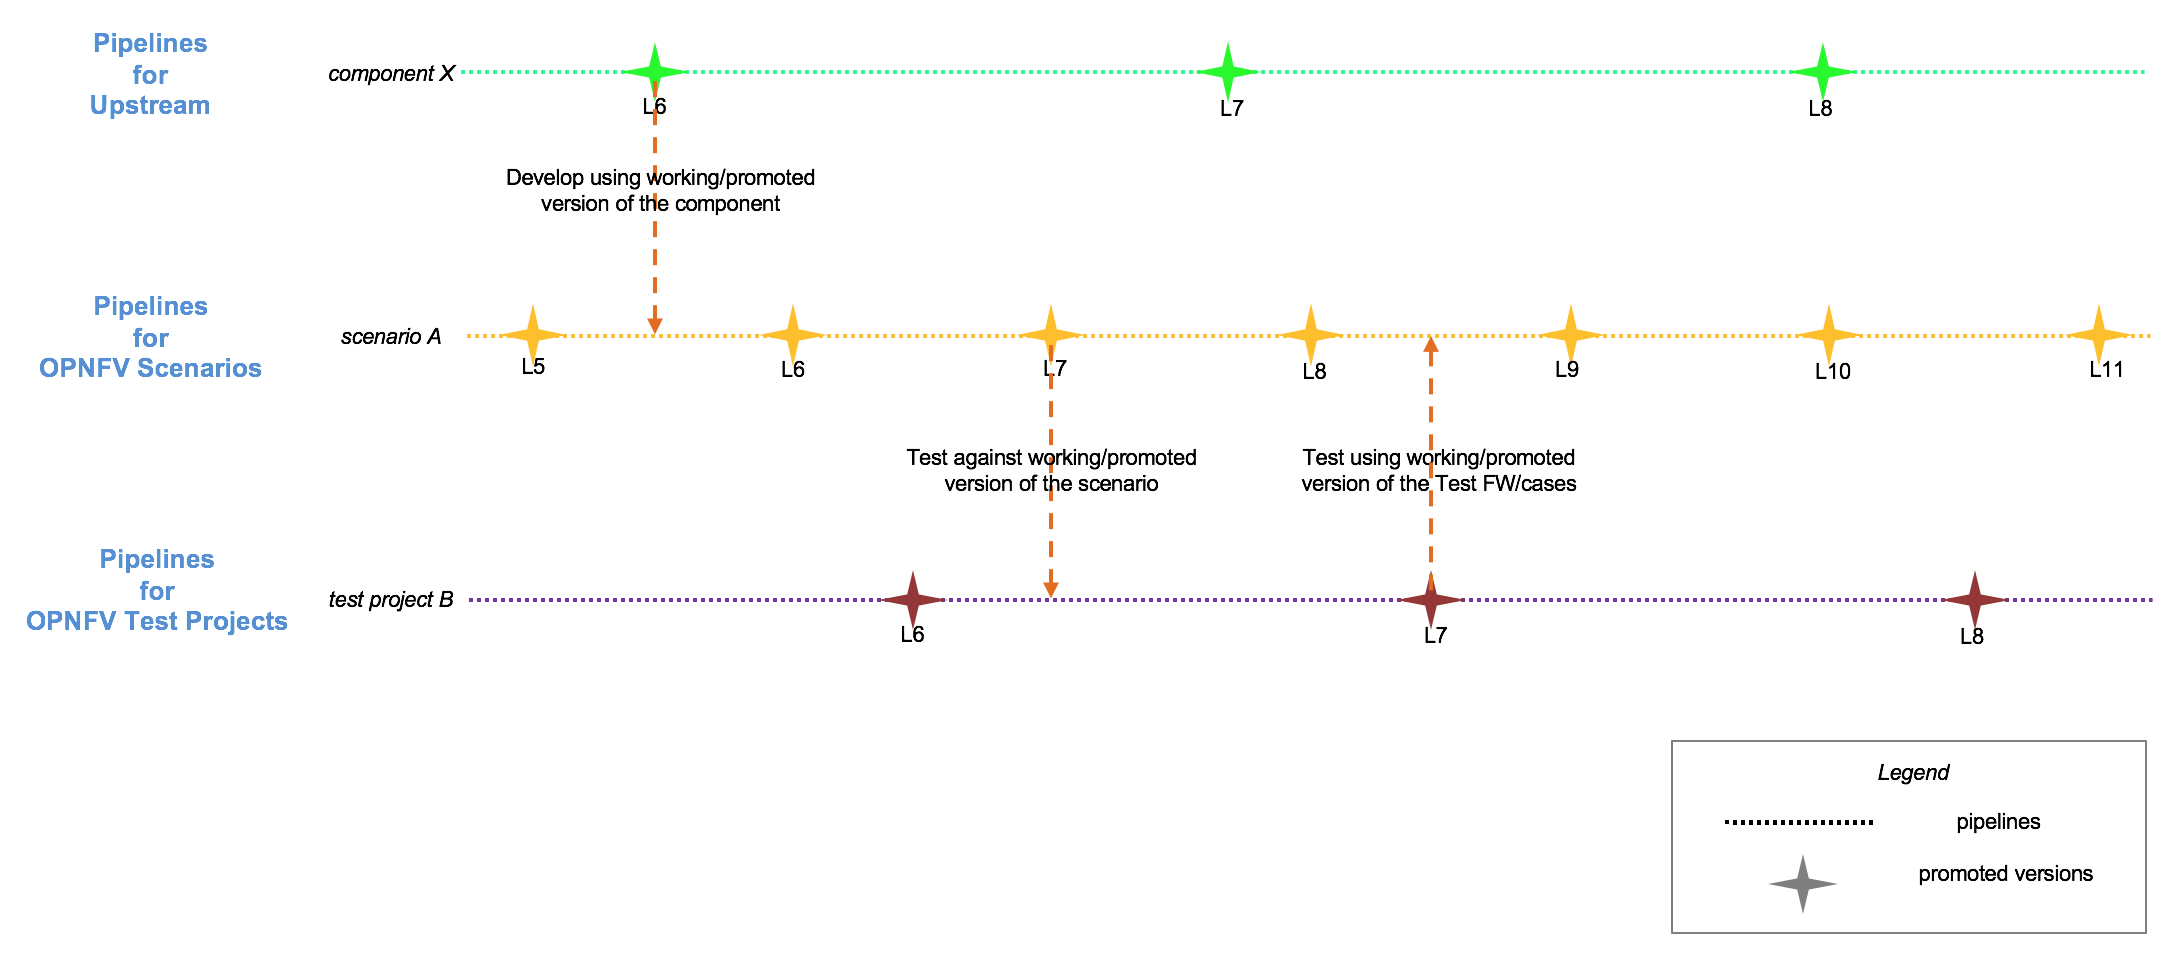 Pipelines
for
Upstream
component X
L6
L7
L8
Develop using working/promoted
version of the component
Pipelines
for
OPNFV Scenarios
scenario A
L5
L6
L7
L8
L9
L10
L11
Test against working/promoted
version of the scenario
Test using working/promoted
version of the Test FW/cases
Pipelines
for
OPNFV Test Projects
test project B
L6
L7
L8
Legend
pipelines
promoted versions